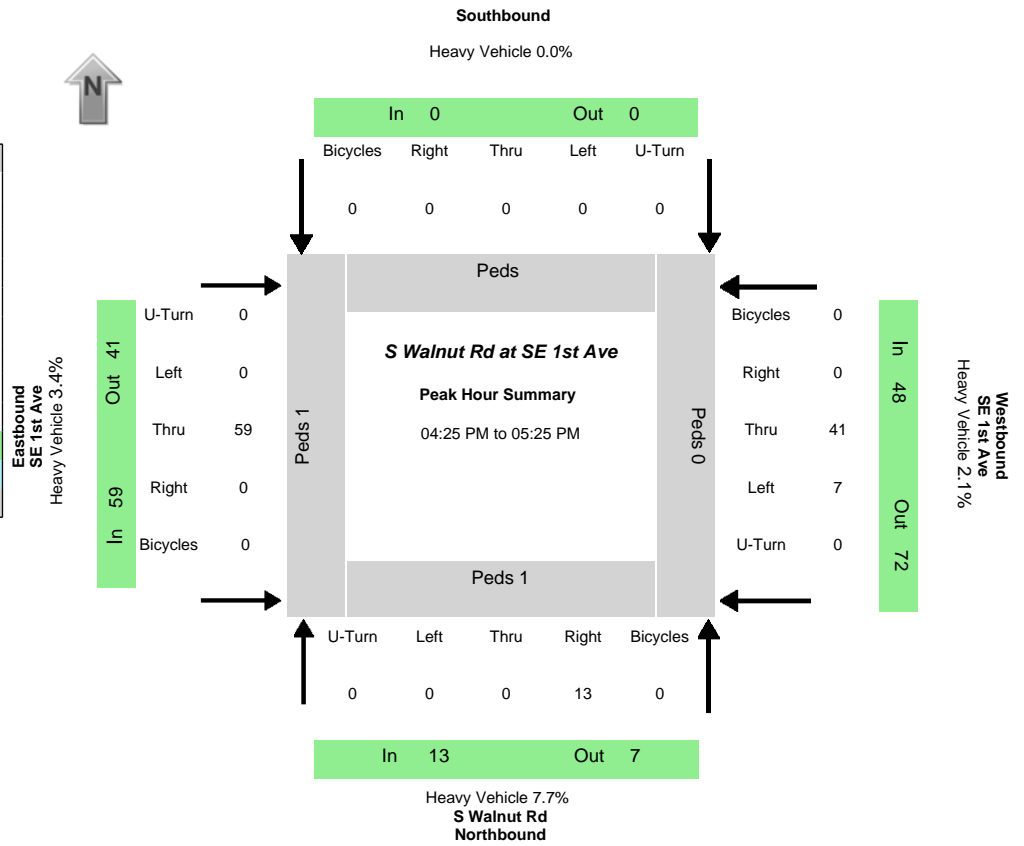 Southbound
Heavy Vehicle 0.0%
N
In 0 Out 0
Bicycles Right Thru Left U-Turn
0 0 0 0 0
Peds
U-Turn 0
Left 0
Thru 59
Right 0
Bicycles 0
Out 41
In 59
Eastbound
SE 1st Ave
Heavy Vehicle 3.4%
Peds 1
S Walnut Rd at SE 1st Ave
Peak Hour Summary
04:25 PM to 05:25 PM
Peds 0
Bicycles 0
Right 0
Thru 41
Left 7
U-Turn 0
In 48
Out 72
Westbound
SE 1st Ave
Heavy Vehicle 2.1%
Peds 1
U-Turn Left Thru Right Bicycles
0 0 0 13 0
In 13 Out 7
Heavy Vehicle 7.7%
S Walnut Rd
Northbound